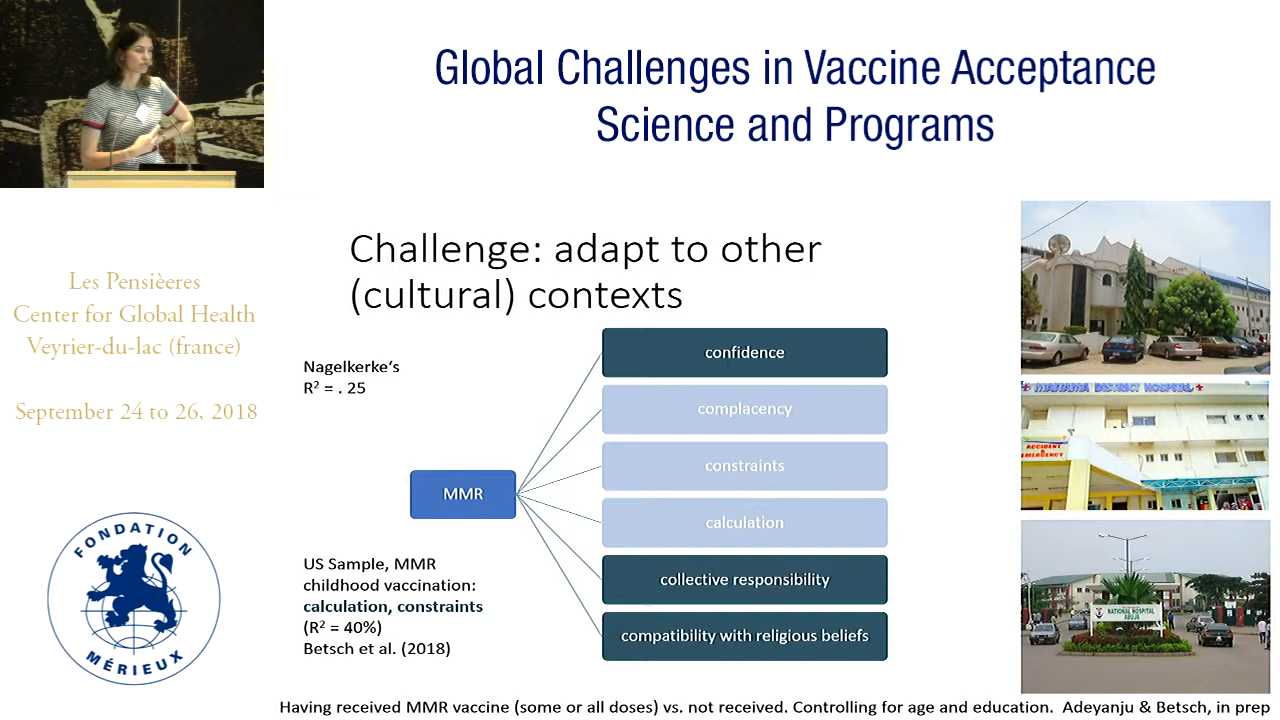 Global Challenges in Vaccine Acceptance
Science and Programs
Les Pensièeres
Center for Global Health
Veyrier-du-lac (france)
September 24 to 26, 2018
FONDATION
MÉRIEUX
Challenge: adapt to other
(cultural) contexts
Nagelkerke‘s
R² = . 25
MMR
confidence
complacency
constraints
calculation
collective responsibility
compatibility with religious beliefs
US Sample, MMR
childhood vaccination:
calculation, constraints
(R² = 40%)
Betsch et al. (2018)
MAITAMA DISTRICT HOSPITAL
ACCIDENT
&
EMERGENCY
NATIONAL HOSPITAL
ABUJA
Having received MMR vaccine (some or all doses) vs. not received. Controlling for age and education. Adeyanju & Betsch, in prep